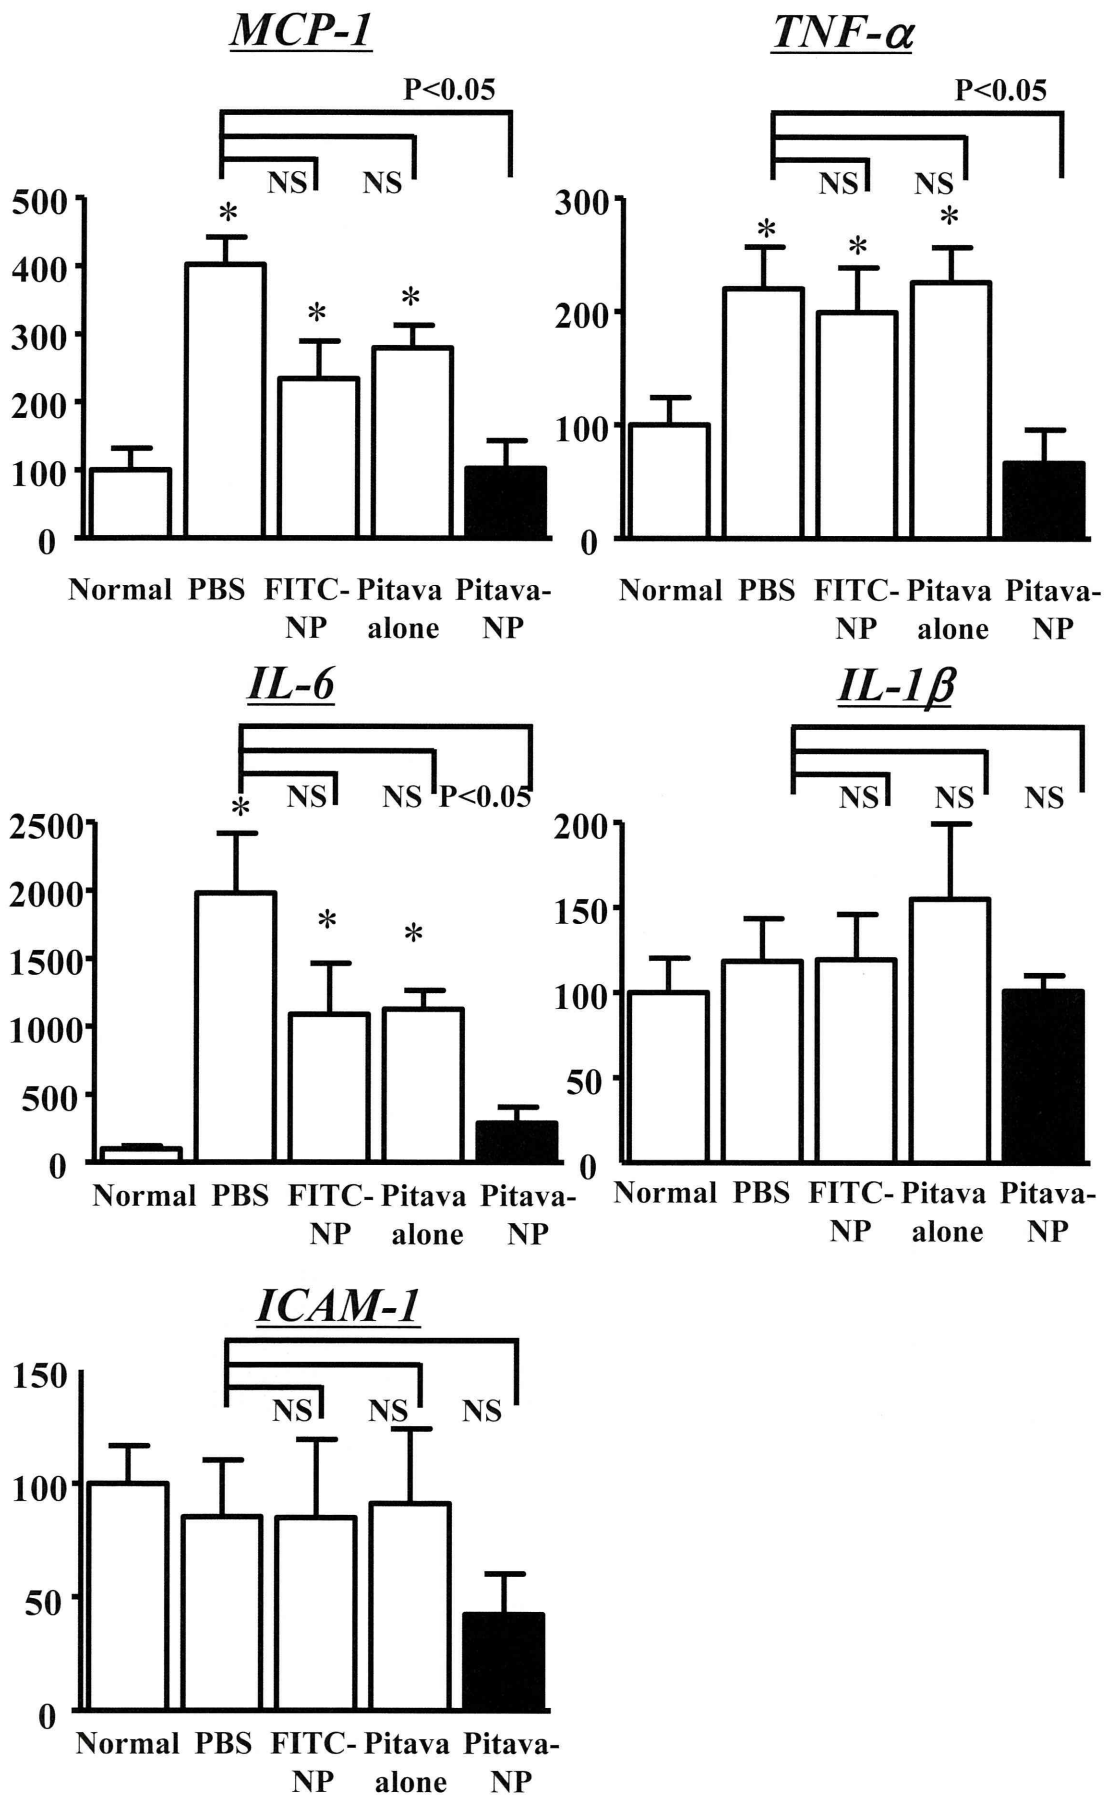 MCP-1
P<0.05
NS NS
* * *
500
400
300
200
100
0
Normal PBS FITC- Pitava Pitava-
NP alone NP
TNF-α
P<0.05
NS NS
* * *
300
200
100
0
Normal PBS FITC- Pitava Pitava-
NP alone NP
IL-6
NS NS P<0.05
* * *
2500
2000
1500
1000
500
0
Normal PBS FITC- Pitava Pitava-
NP alone NP
IL-1β
NS NS NS
200
150
100
50
0
Normal PBS FITC- Pitava Pitava-
NP alone NP
ICAM-1
NS NS NS
150
100
50
0
Normal PBS FITC- Pitava Pitava-
NP alone NP